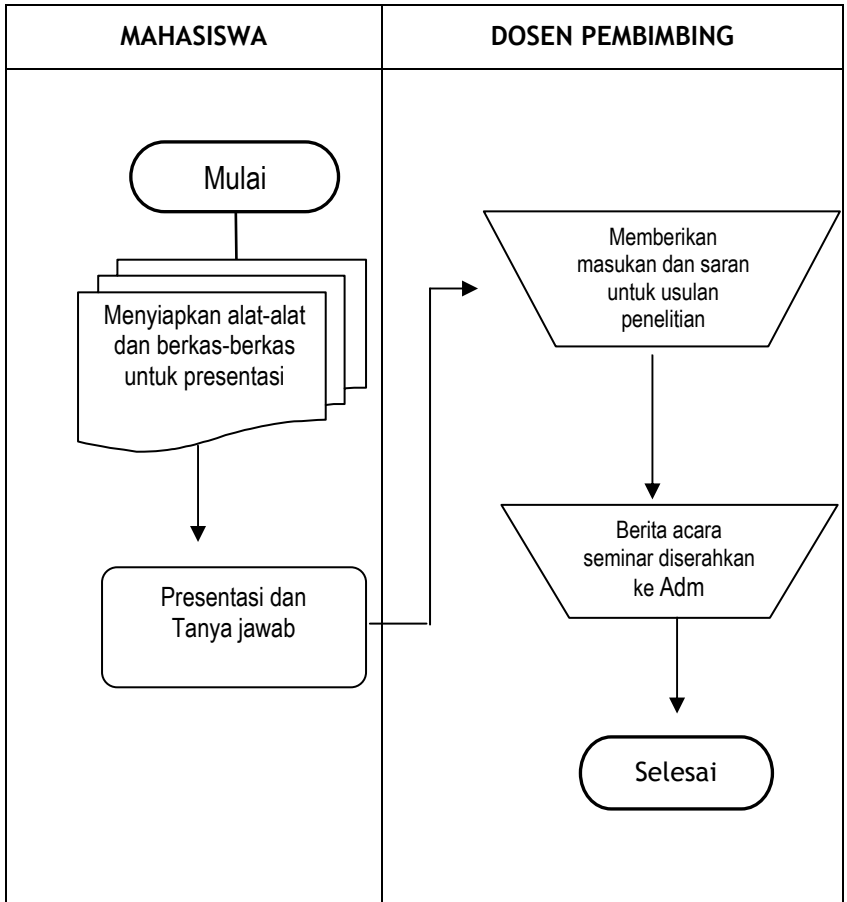 MAHASISWA
DOSEN PEMBIMBING
Mulai
Menyiapkan alat-alat
dan berkas-berkas
untuk presentasi
Presentasi dan
Tanya jawab
Memberikan
masukan dan saran
untuk usulan
penelitian
Berita acara
seminar diserahkan
ke Adm
Selesai